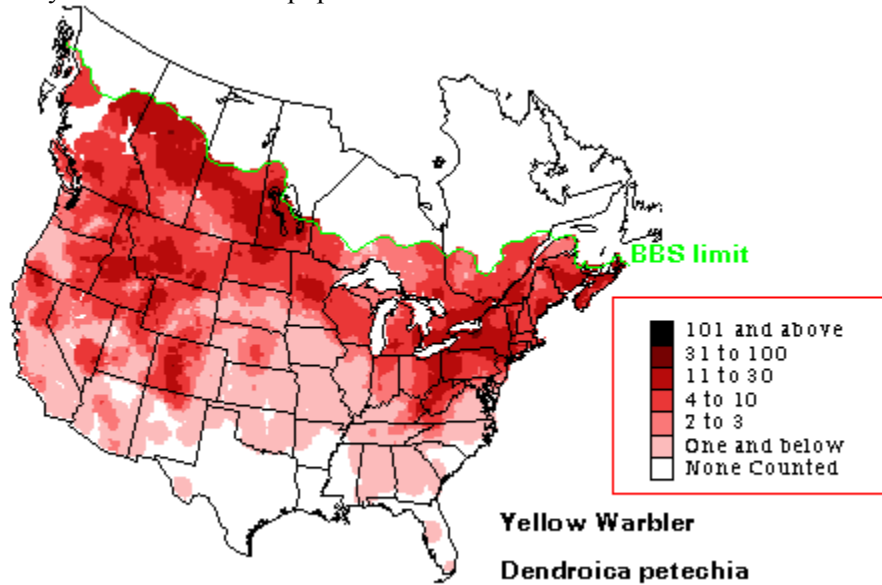 BBS limit
101 and above
31 to 100
11 to 30
4 to 10
2 to 3
One and below
None Counted
Yellow Warbler
Dendroica petechia